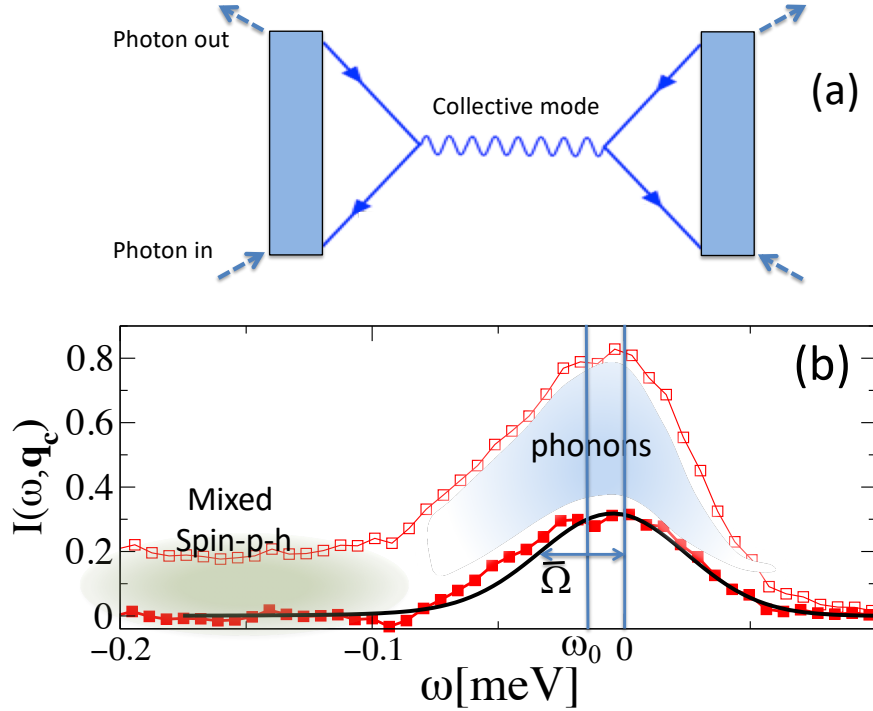 Photon out
Collective mode
(a)
Photon in
(b)
0.8
0.6
0.4
0.2
0
I(ω,q_c)
phonons
Mixed
Spin-p-h
Ω̄
−0.2
−0.1
ω₀
0
ω[meV]